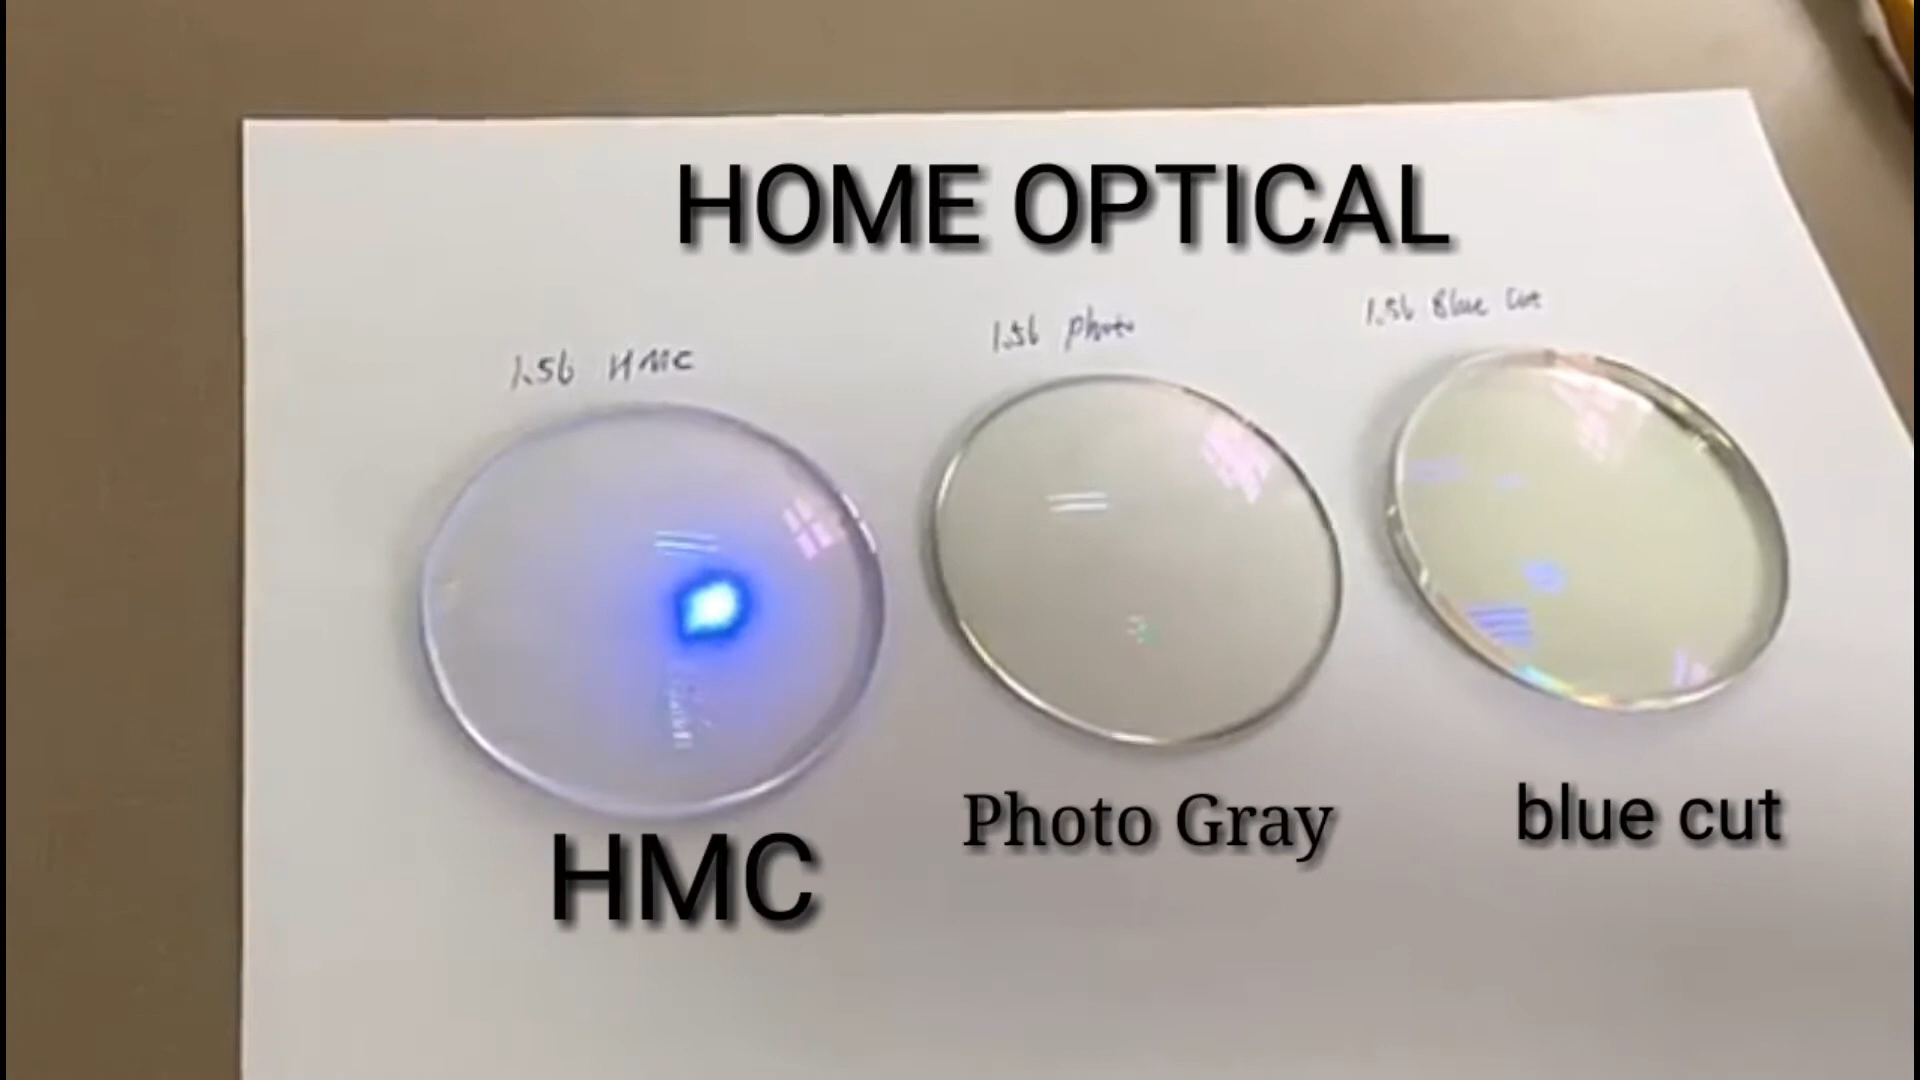 HOME OPTICAL
1.56 HMC
1.56 Photo
1.56 Blue Cut
HMC
Photo Gray
blue cut